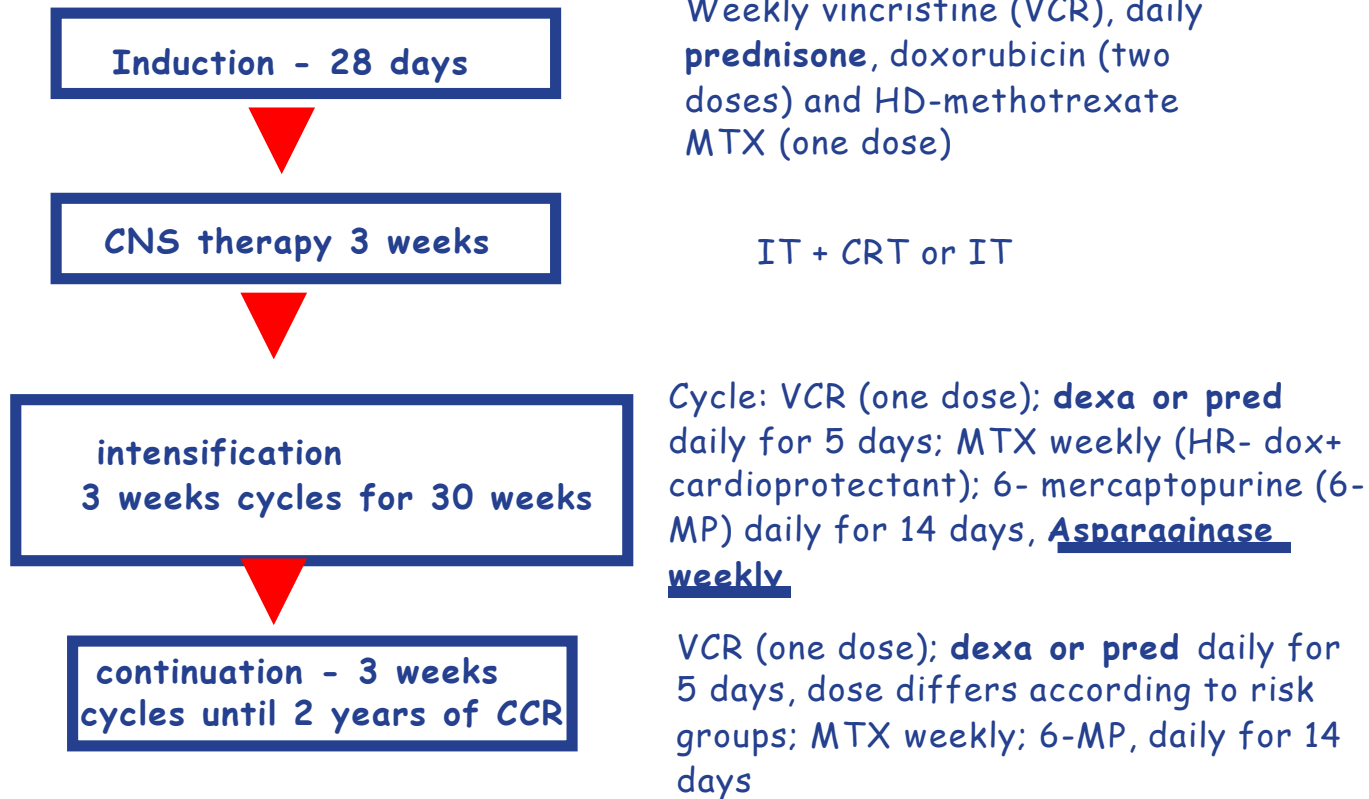 Induction - 28 days
Weekly vincristine (VCR), daily
prednisone, doxorubicin (two
doses) and HD-methotrexate
MTX (one dose)
CNS therapy 3 weeks
IT + CRT or IT
intensification
3 weeks cycles for 30 weeks
Cycle: VCR (one dose); dexa or pred
daily for 5 days; MTX weekly (HR- dox+
cardioprotectant); 6- mercaptopurine (6-
MP) daily for 14 days, Asparaginase
weekly
continuation - 3 weeks
cycles until 2 years of CCR
VCR (one dose); dexa or pred daily for
5 days, dose differs according to risk
groups; MTX weekly; 6-MP, daily for 14
days